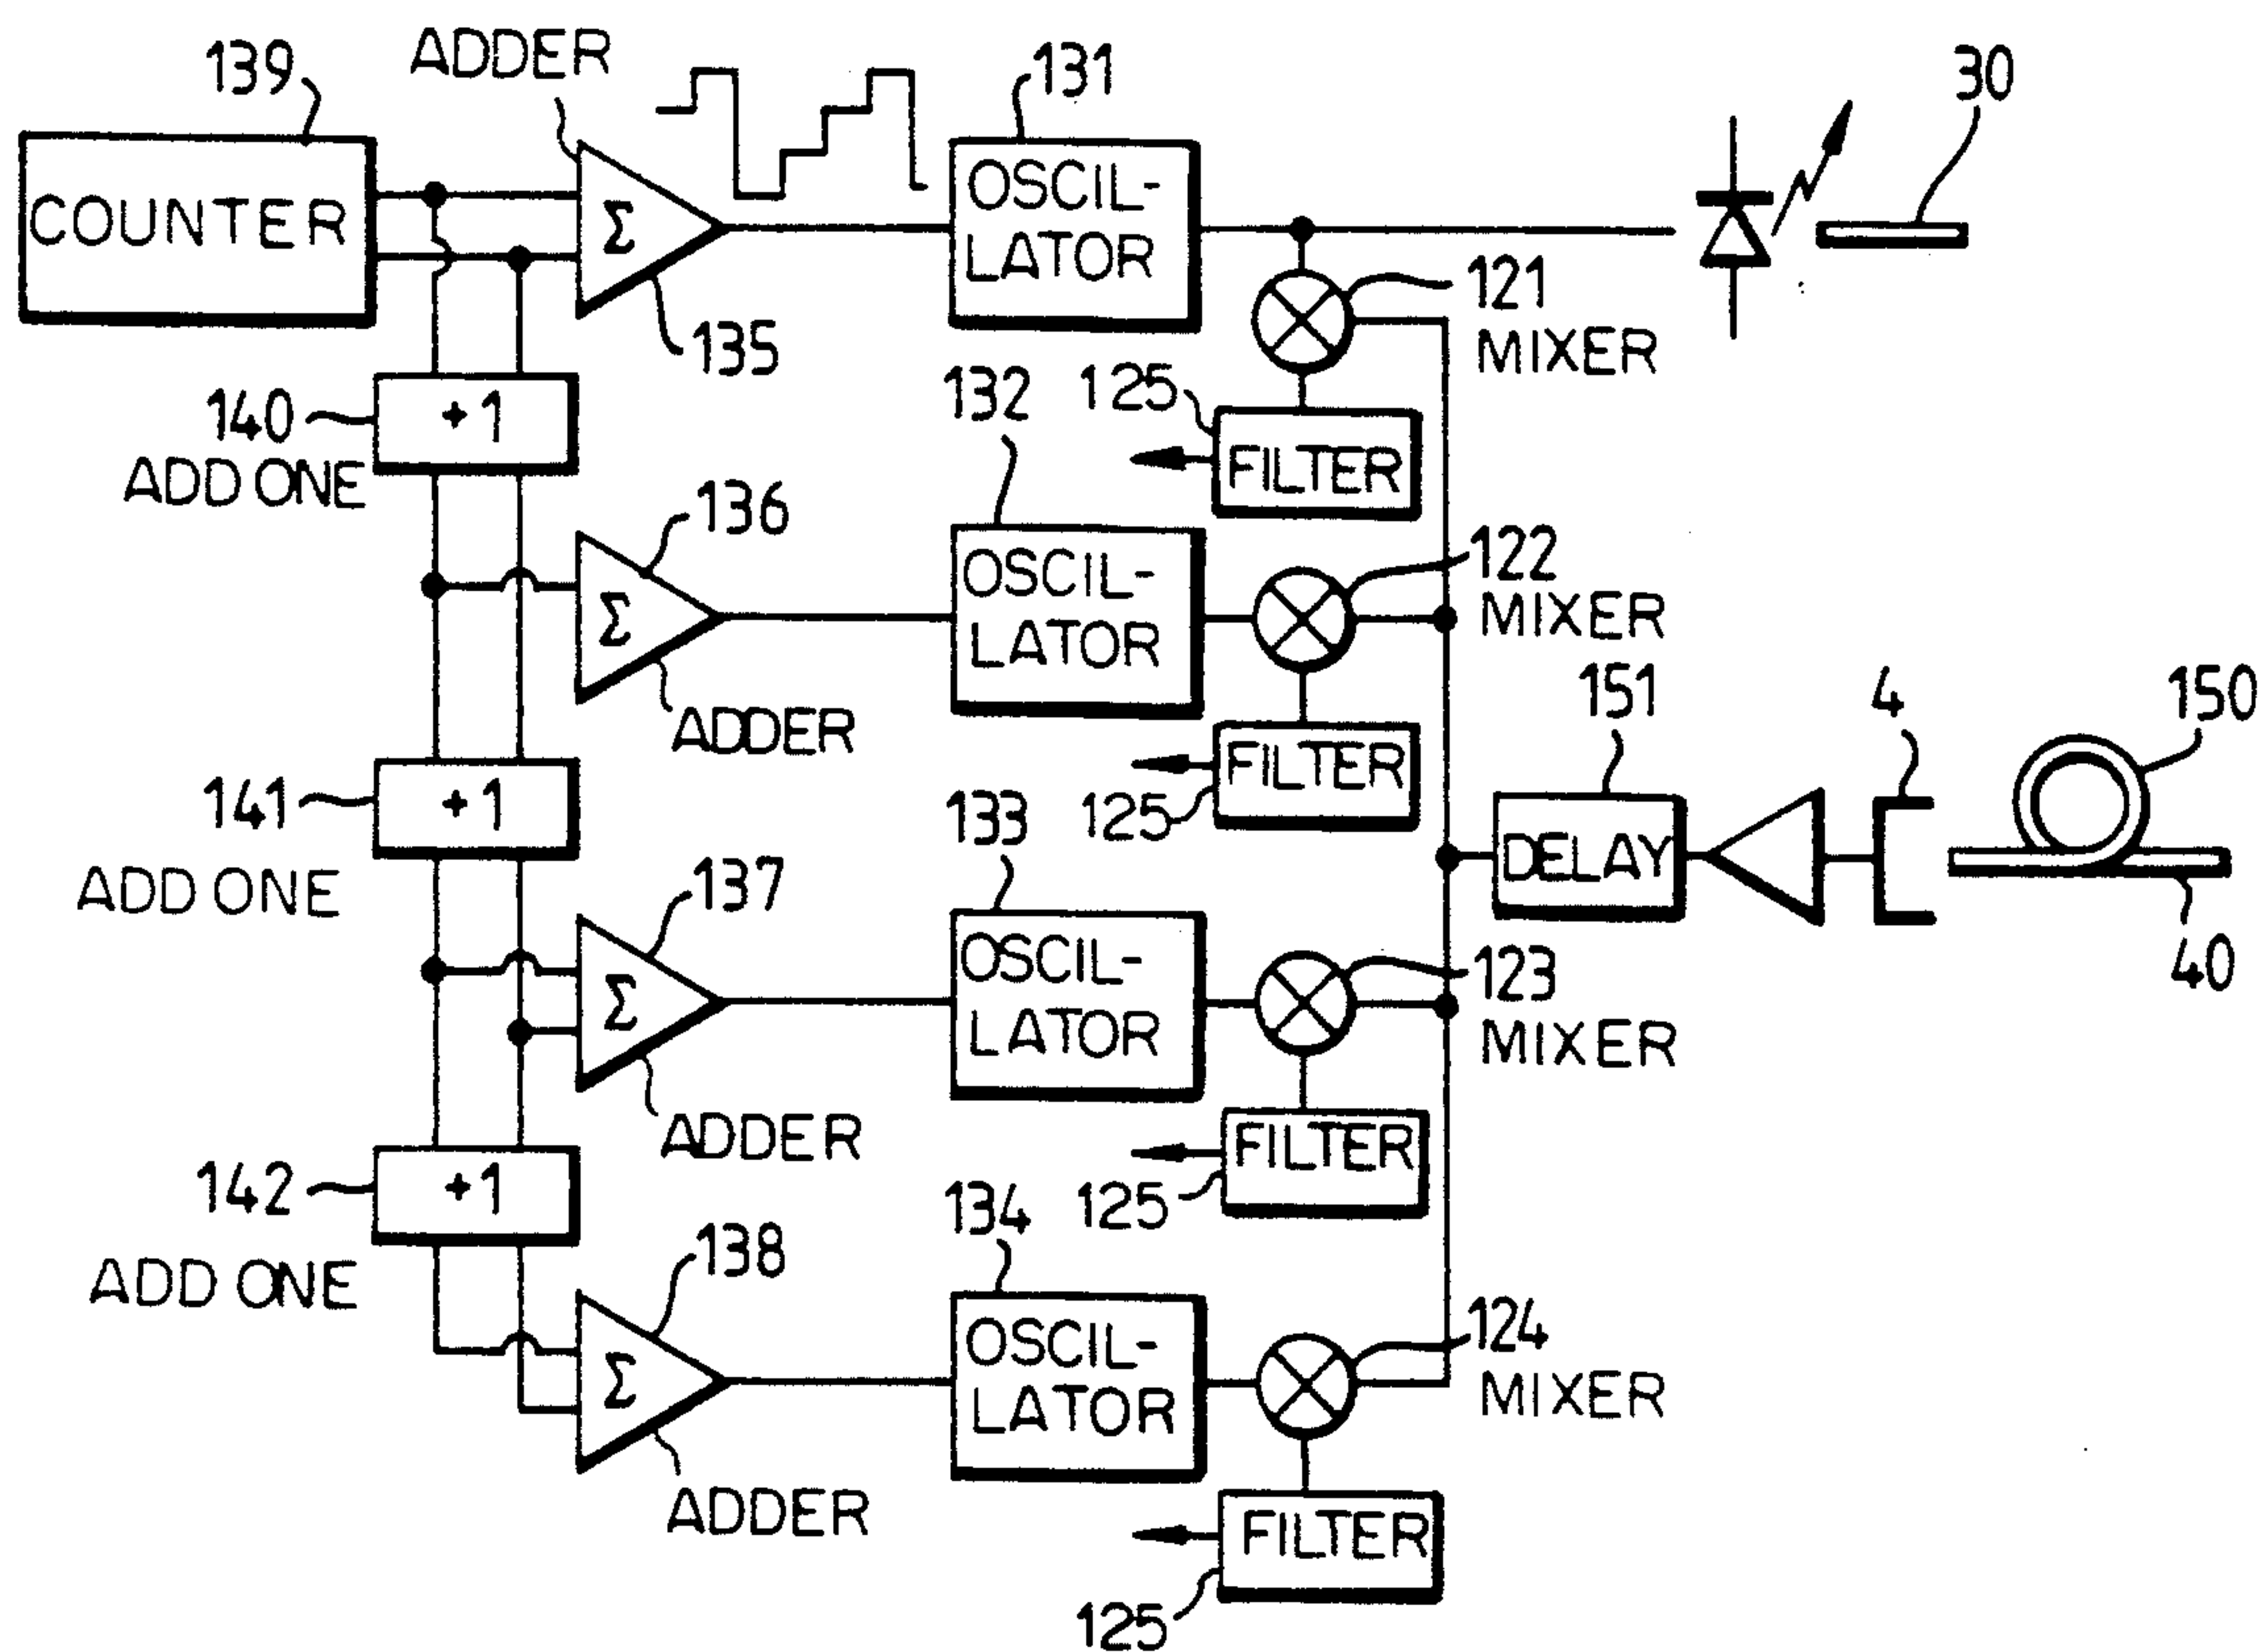 139
ADDER
131
30
COUNTER
Σ
OSCIL-
LATOR
135
121
MIXER
140
+1
ADD ONE
132
125
FILTER
136
Σ
ADDER
OSCIL-
LATOR
122
MIXER
FILTER
125
151
4
150
141
+1
ADD ONE
133
DELAY
40
137
Σ
ADDER
OSCIL-
LATOR
123
MIXER
FILTER
125
142
+1
ADD ONE
134
138
Σ
ADDER
OSCIL-
LATOR
124
MIXER
FILTER
125